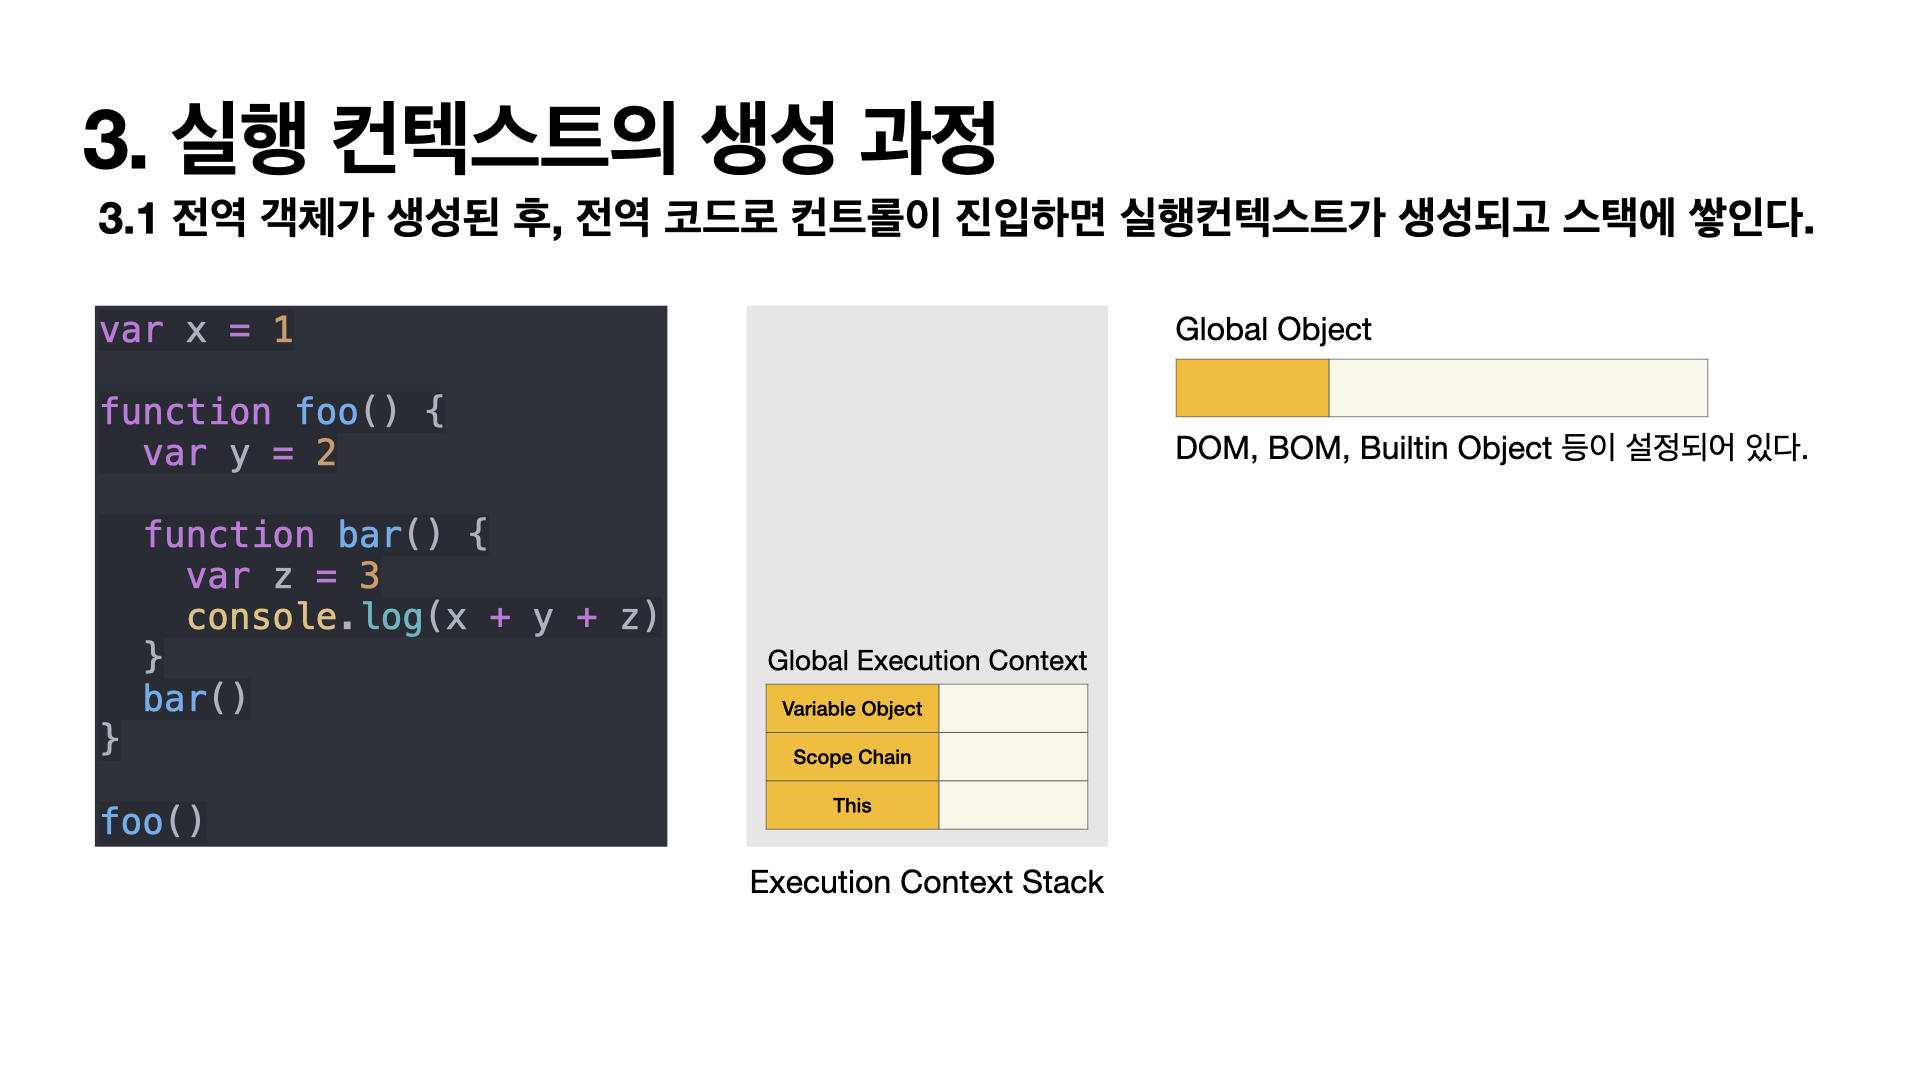 3. 실행 컨텍스트의 생성 과정
3.1 전역 객체가 생성된 후, 전역 코드로 컨트롤이 진입하면 실행컨텍스트가 생성되고 스택에 쌓인다.
var x = 1
function foo() {
  var y = 2
  function bar() {
    var z = 3
    console.log(x + y + z)
  }
  bar()
}
foo()
Global Execution Context
Variable Object
Scope Chain
This
Execution Context Stack
Global Object
DOM, BOM, Builtin Object 등이 설정되어 있다.